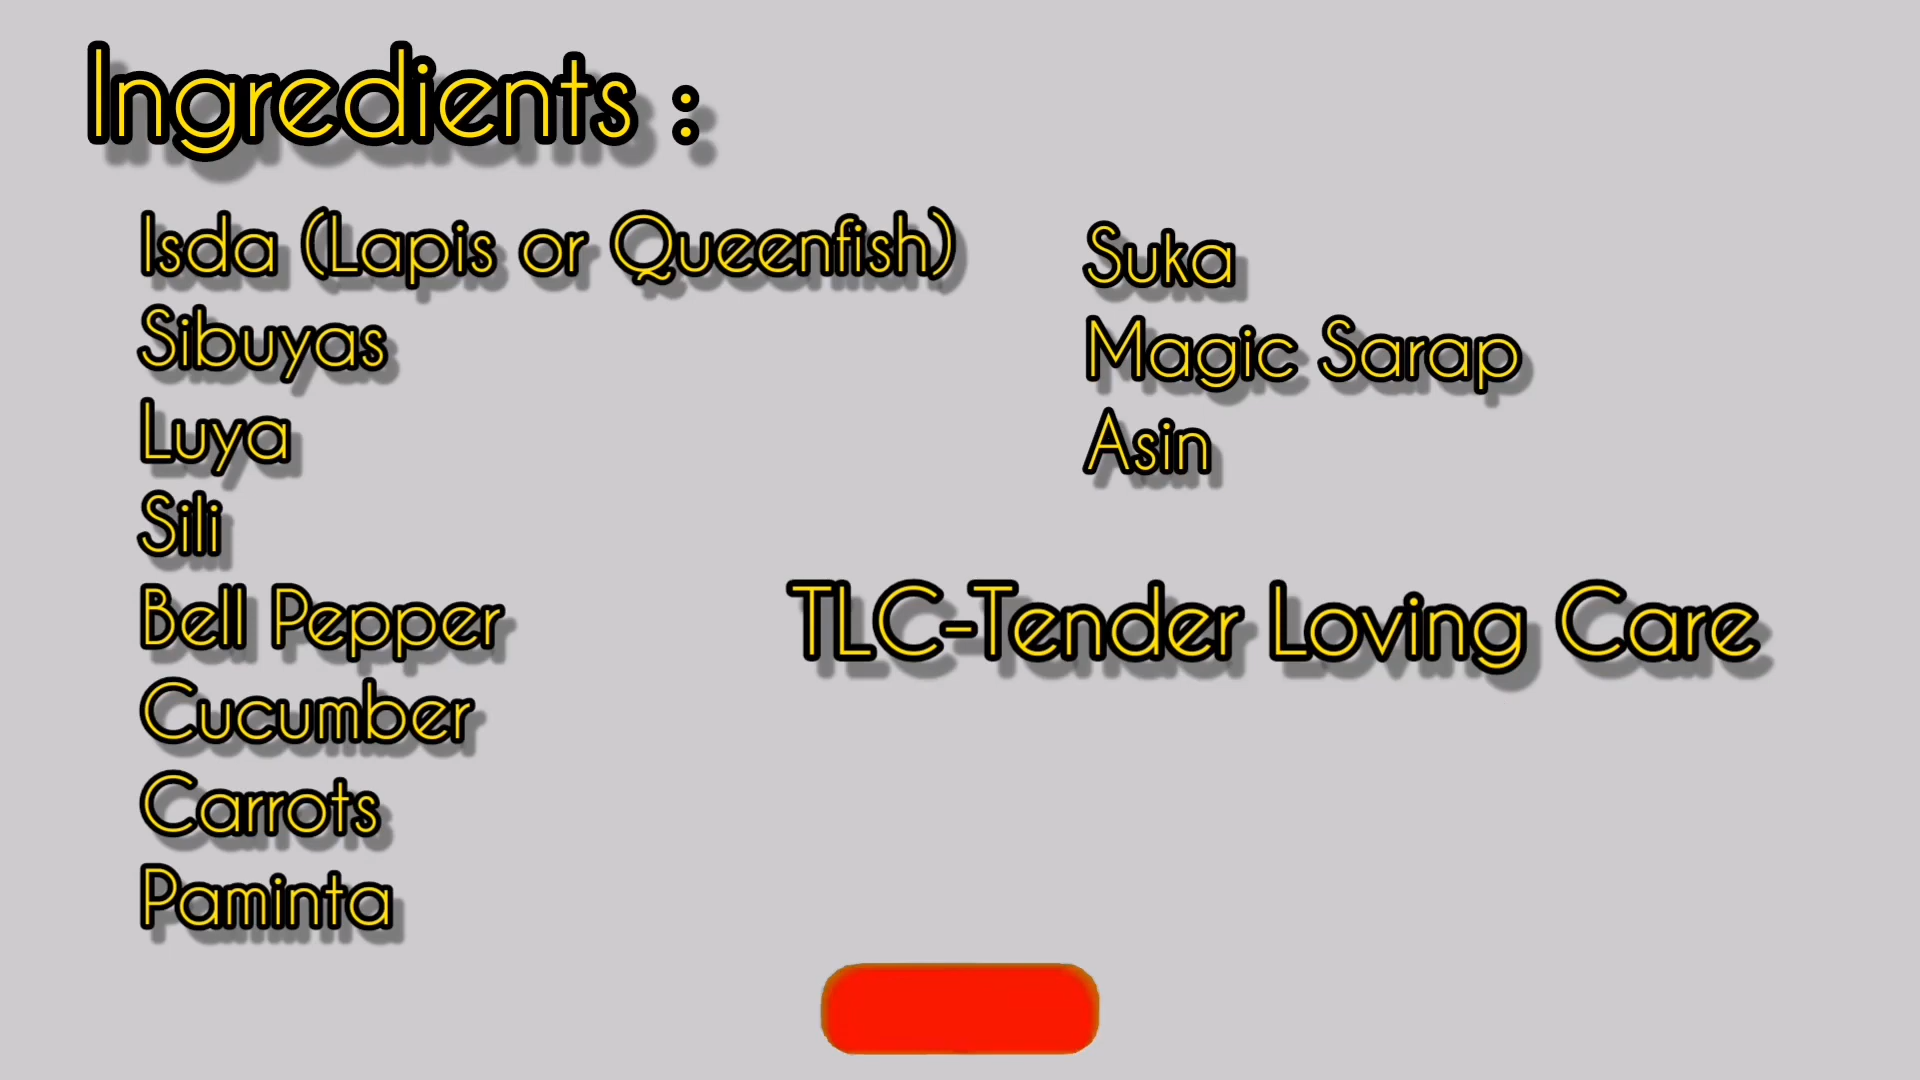 Ingredients :
Isda (Lapis or Queenfish)
Sibuyas
Luya
Sili
Bell Pepper
Cucumber
Carrots
Paminta
Suka
Magic Sarap
Asin
TLC-Tender Loving Care